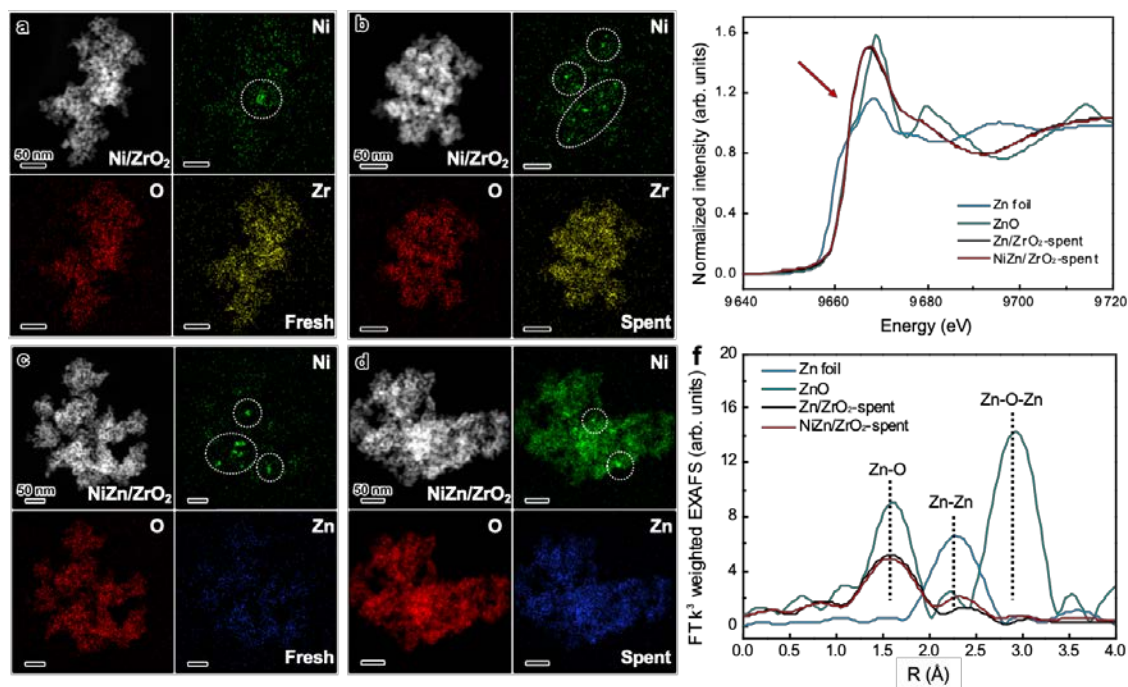 a
Ni
50 nm
Ni/ZrO₂
O
Zr
Fresh
b
Ni
50 nm
Ni/ZrO₂
O
Zr
Spent
c
Ni
50 nm
NiZn/ZrO₂
O
Zn
Fresh
d
Ni
50 nm
NiZn/ZrO₂
O
Zn
Spent
Normalized intensity (arb. units)
1.6
1.2
0.8
0.4
0.0
Zn foil
ZnO
Zn/ZrO₂-spent
NiZn/ZrO₂-spent
9640 9660 9680 9700 9720
Energy (eV)
f
FTk³ weighted EXAFS (arb. units)
20
16
12
8
4
0
Zn foil
ZnO
Zn/ZrO₂-spent
NiZn/ZrO₂-spent
Zn-O-Zn
Zn-O
Zn-Zn
0.0 0.5 1.0 1.5 2.0 2.5 3.0 3.5 4.0
R (Å)